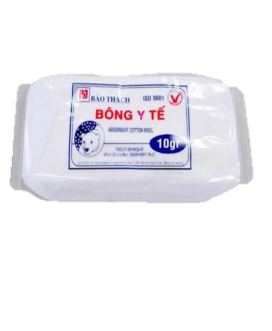 BẢO THẠCH ISO 9001
BÔNG Y TẾ
ABSORBENT COTTON WOOL
10gr